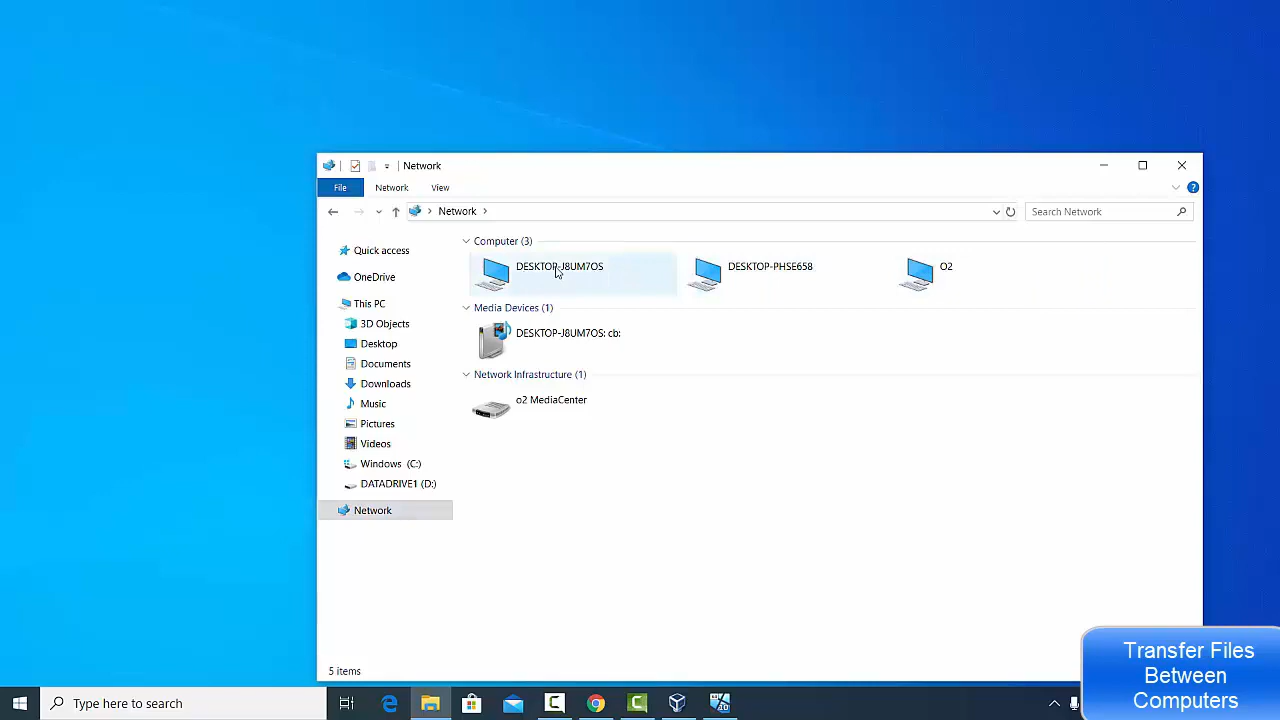 Network
File
Network
View
Network
Search Network
Quick access
OneDrive
This PC
3D Objects
Desktop
Documents
Downloads
Music
Pictures
Videos
Windows (C:)
DATADRIVE1 (D:)
Network
Computer (3)
DESKTOP-J8UM7OS
DESKTOP-PHSE658
O2
Media Devices (1)
DESKTOP-J8UM7OS: cb:
Network Infrastructure (1)
o2 MediaCenter
5 items
Transfer Files
Between
Computers
Type here to search